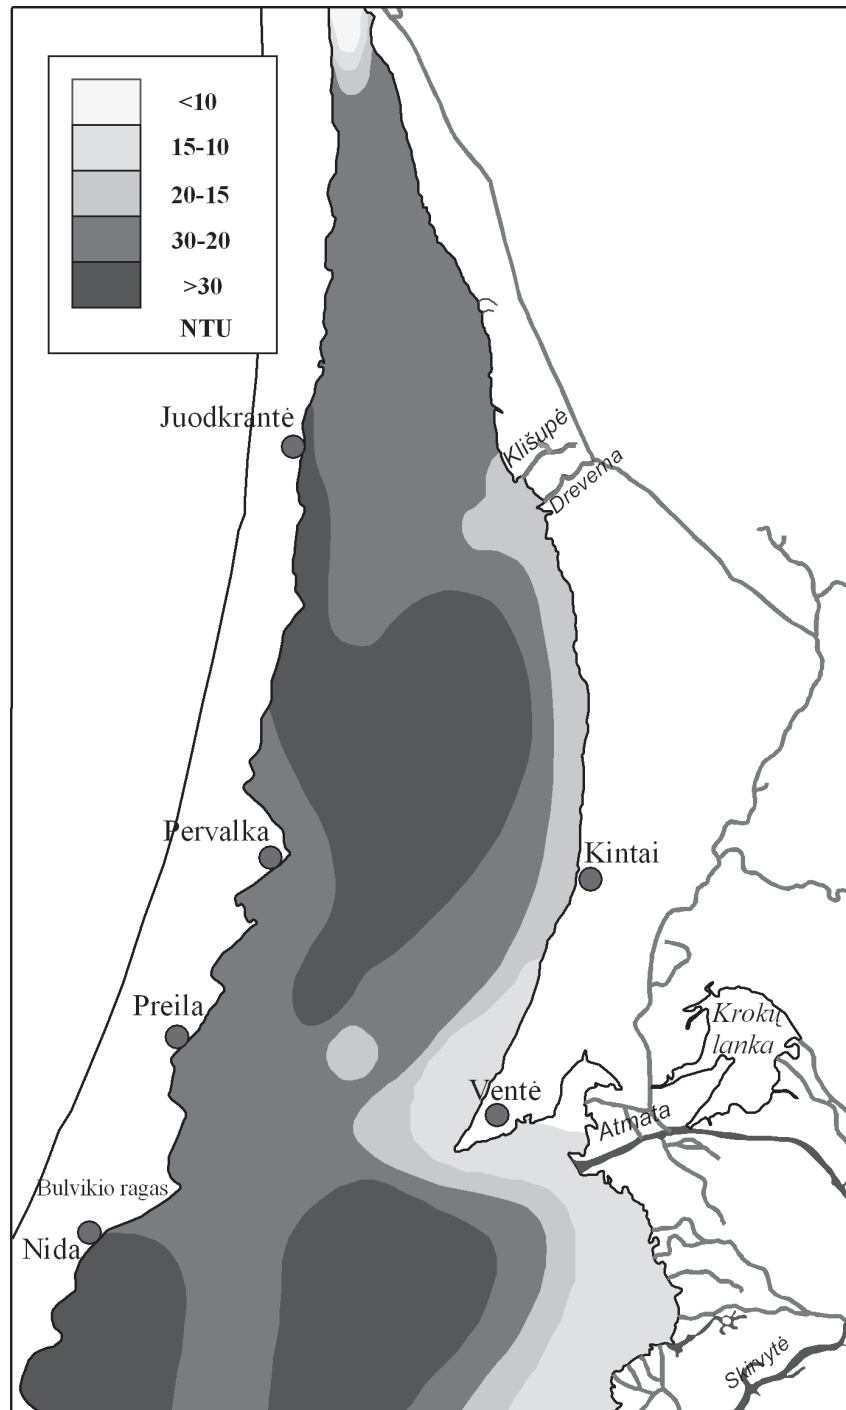 <10
15-10
20-15
30-20
>30
NTU
Juodkrantė
Klišupė
Drevema
Pervalka
Kintai
Preila
Krokų
lanka
Ventė
Atmata
Bulvikio ragas
Nida
Skirvytė